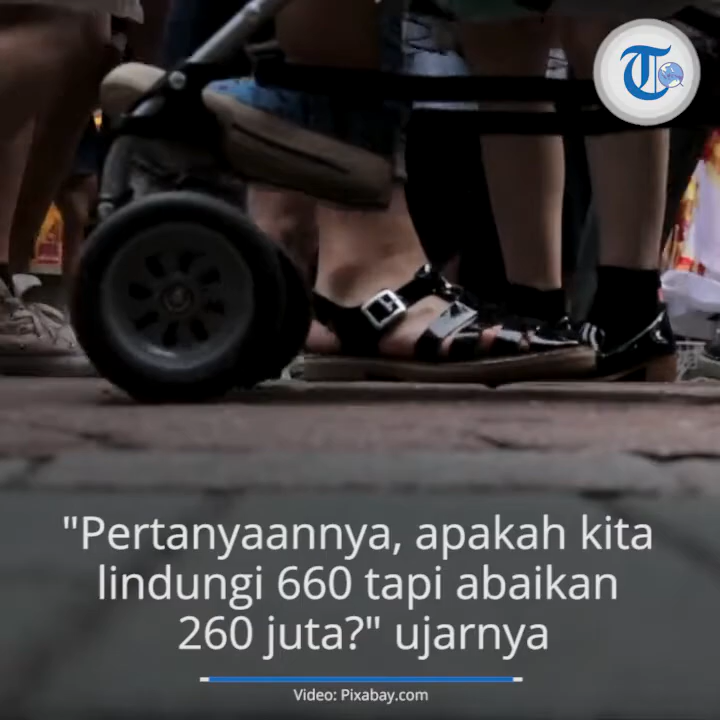 T
"Pertanyaannya, apakah kita
lindungi 660 tapi abaikan
260 juta?" ujarnya
Video: Pixabay.com